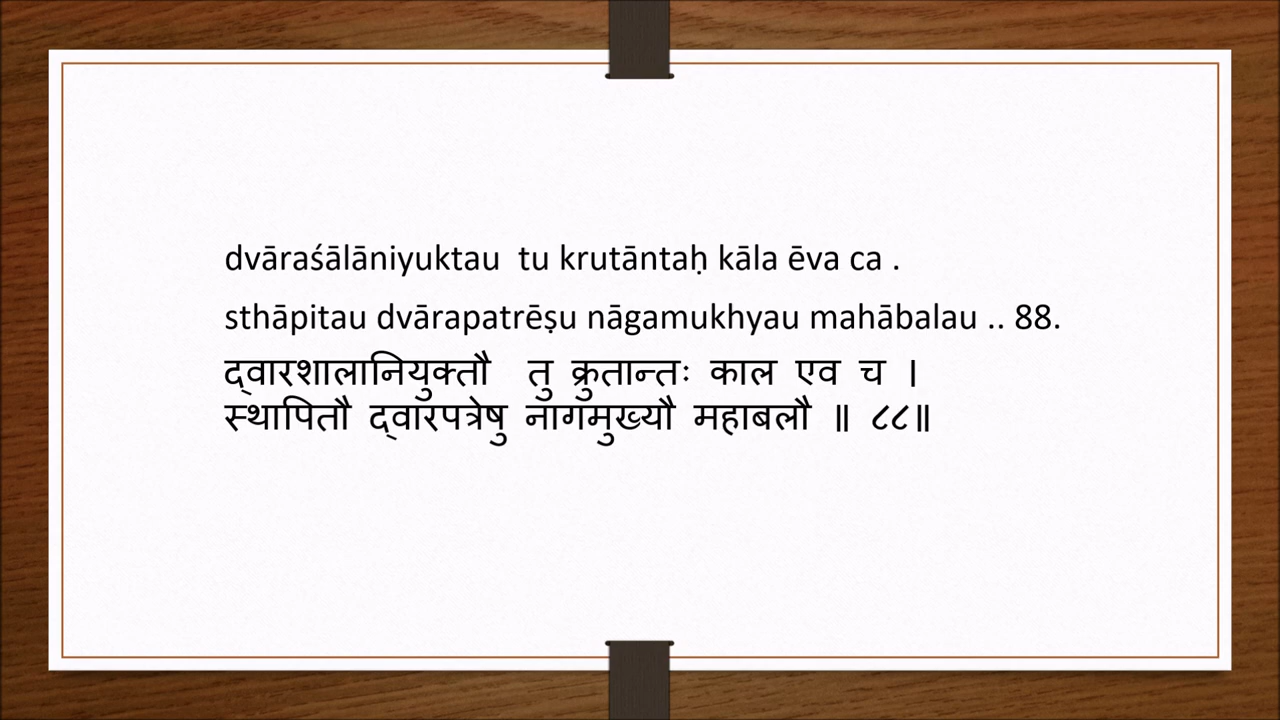 dvāraśālāniyuktau tu krutāntaḥ kāla ēva ca .
sthāpitau dvārapatrēṣu nāgamukhyau mahābalau .. 88.
द्वारशालानियुक्तौ तु क्रुतान्तः काल एव च ।
स्थापितौ द्वारपत्रेषु नागमुख्यौ महाबलौ ॥ ८८॥